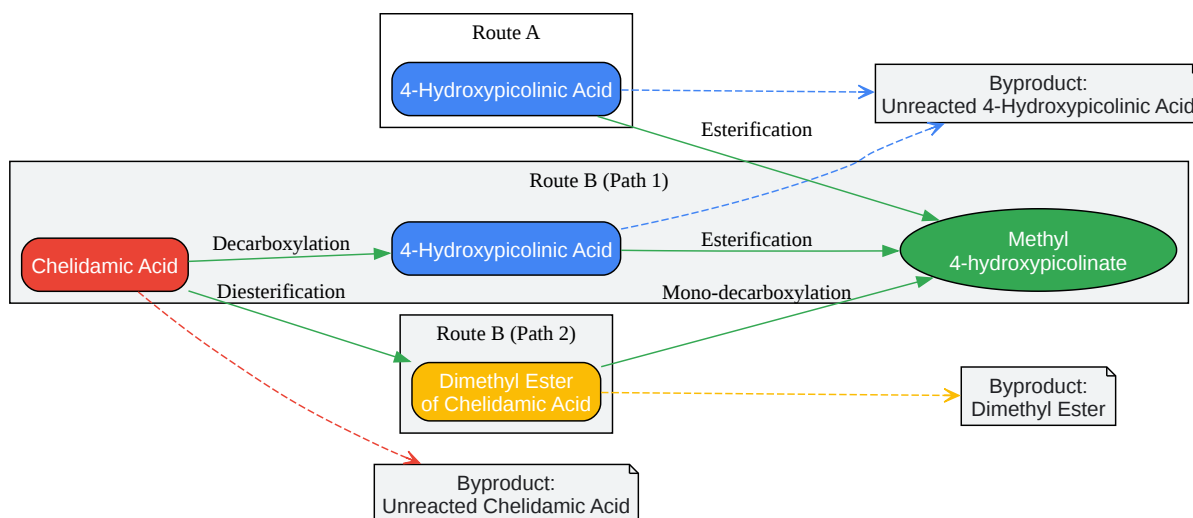 Route A
4-Hydroxypicolinic Acid
Byproduct:
Unreacted 4-Hydroxypicolinic Acid
Esterification
Route B (Path 1)
Chelidamic Acid
Decarboxylation
4-Hydroxypicolinic Acid
Esterification
Methyl
4-hydroxypicolinate
Diesterification
Mono-decarboxylation
Route B (Path 2)
Dimethyl Ester
of Chelidamic Acid
Byproduct:
Dimethyl Ester
Byproduct:
Unreacted Chelidamic Acid